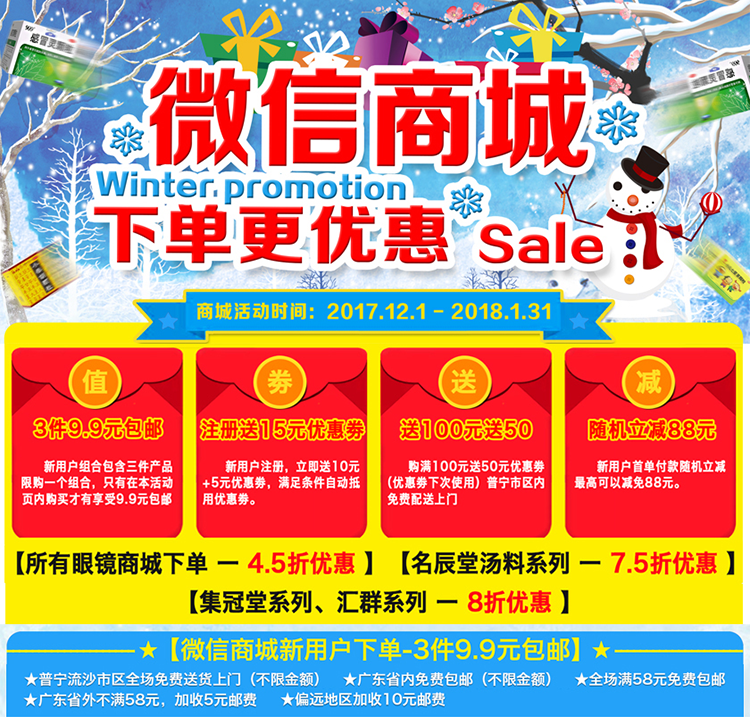 999
感冒灵颗粒
微信商城
Winter promotion
下单更优惠 Sale
商城活动时间：2017.12.1 - 2018.1.31
值
3件9.9元包邮
新用户组合包含三件产品
限购一个组合，只有在本活动
页内购买才有享受9.9元包邮
劵
注册送15元优惠劵
新用户注册，立即送10元
+5元优惠劵，满足条件自动抵
用优惠劵。
送
送100元送50
购满100元送50元优惠劵
(优惠劵下次使用）普宁市区内
免费配送上门
减
随机立减88元
新用户首单付款随机立减
最高可以减免88元。
【所有眼镜商城下单 一 4.5折优惠 】【名辰堂汤料系列 一 7.5折优惠 】
【集冠堂系列、汇群系列 一 8折优惠 】
★【微信商城新用户下单-3件9.9元包邮】★
★普宁流沙市区全场免费送货上门（不限金额） ★广东省内免费包邮（不限金额） ★全场满58元免费包邮
★广东省外不满58元，加收5元邮费 ★偏远地区加收10元邮费